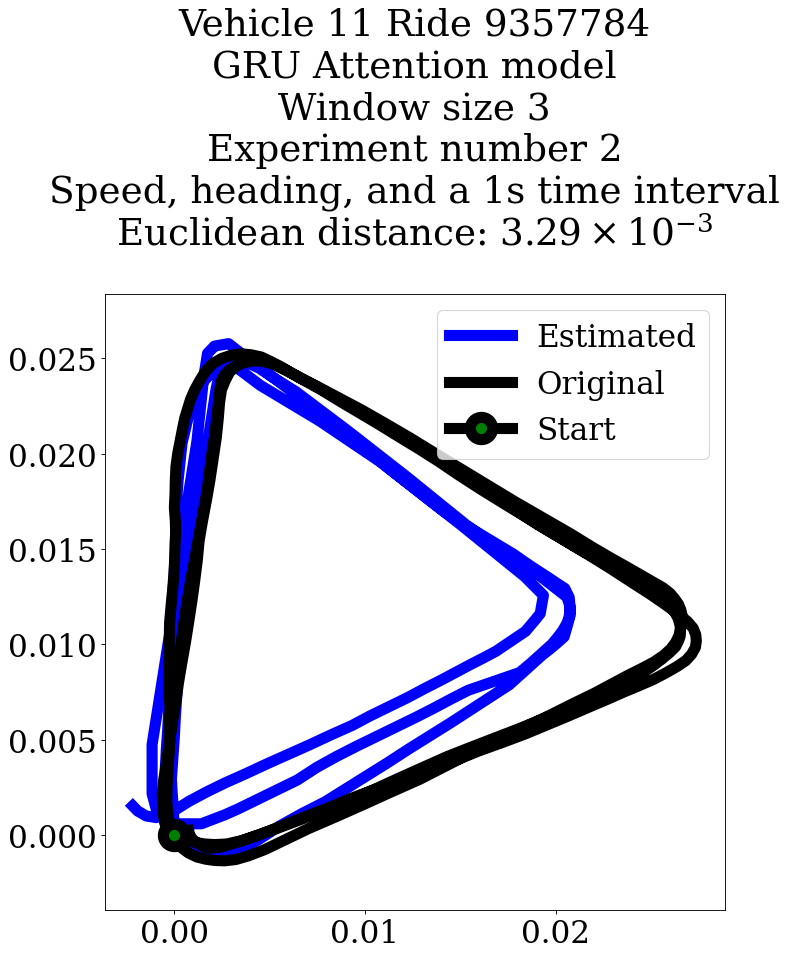 Vehicle 11 Ride 9357784
GRU Attention model
Window size 3
Experiment number 2
Speed, heading, and a 1s time interval
Euclidean distance: 3.29 × 10⁻³
Estimated
Original
Start
0.025
0.020
0.015
0.010
0.005
0.000
0.00 0.01 0.02